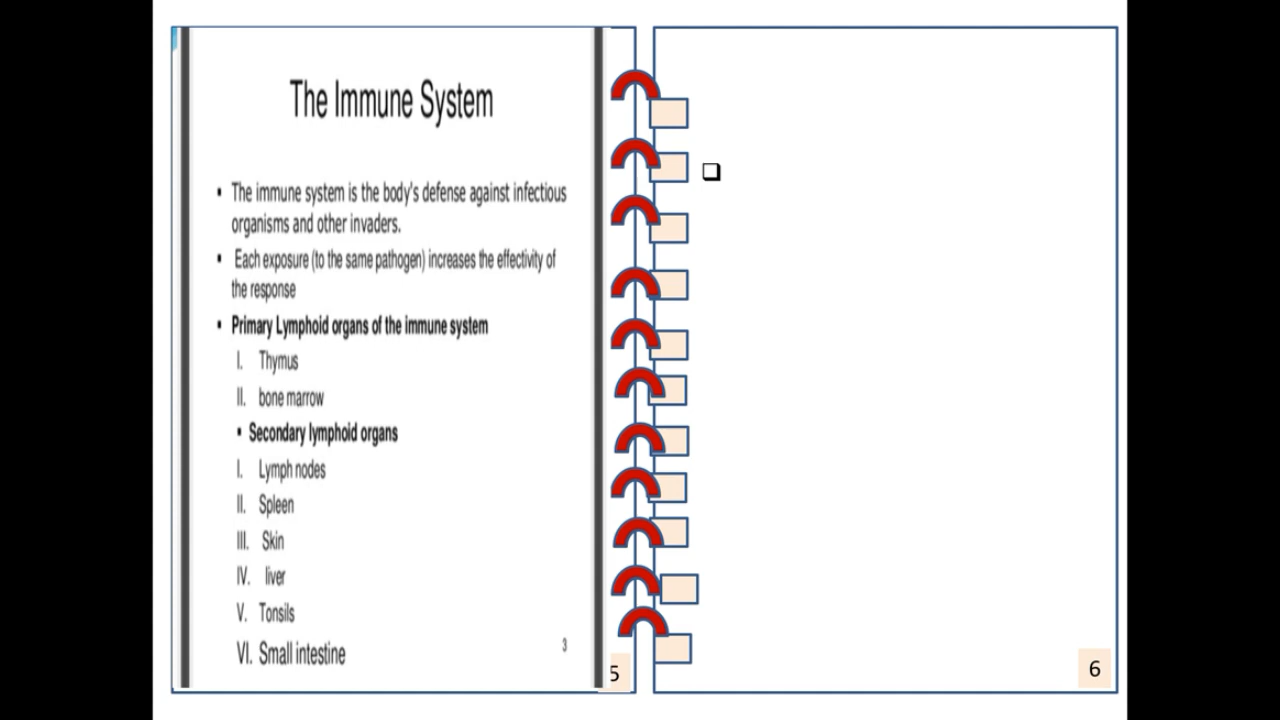 The Immune System
▪ The immune system is the body's defense against infectious
organisms and other invaders.
▪ Each exposure (to the same pathogen) increases the effectivity of
the response
▪ Primary Lymphoid organs of the immune system
I. Thymus
II. bone marrow
▪ Secondary lymphoid organs
I. Lymph nodes
II. Spleen
III. Skin
IV. liver
V. Tonsils
VI. Small intestine
3
5
❑
6